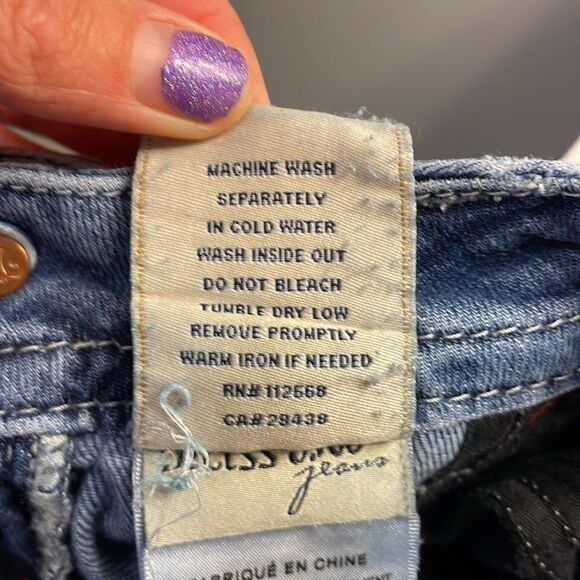 MACHINE WASH
SEPARATELY
IN COLD WATER
WASH INSIDE OUT
DO NOT BLEACH
TUMBLE DRY LOW
REMOVE PROMPTLY
WARM IRON IF NEEDED
RN# 112668
CA# 29438
jeans
FABRIQUÉ EN CHINE